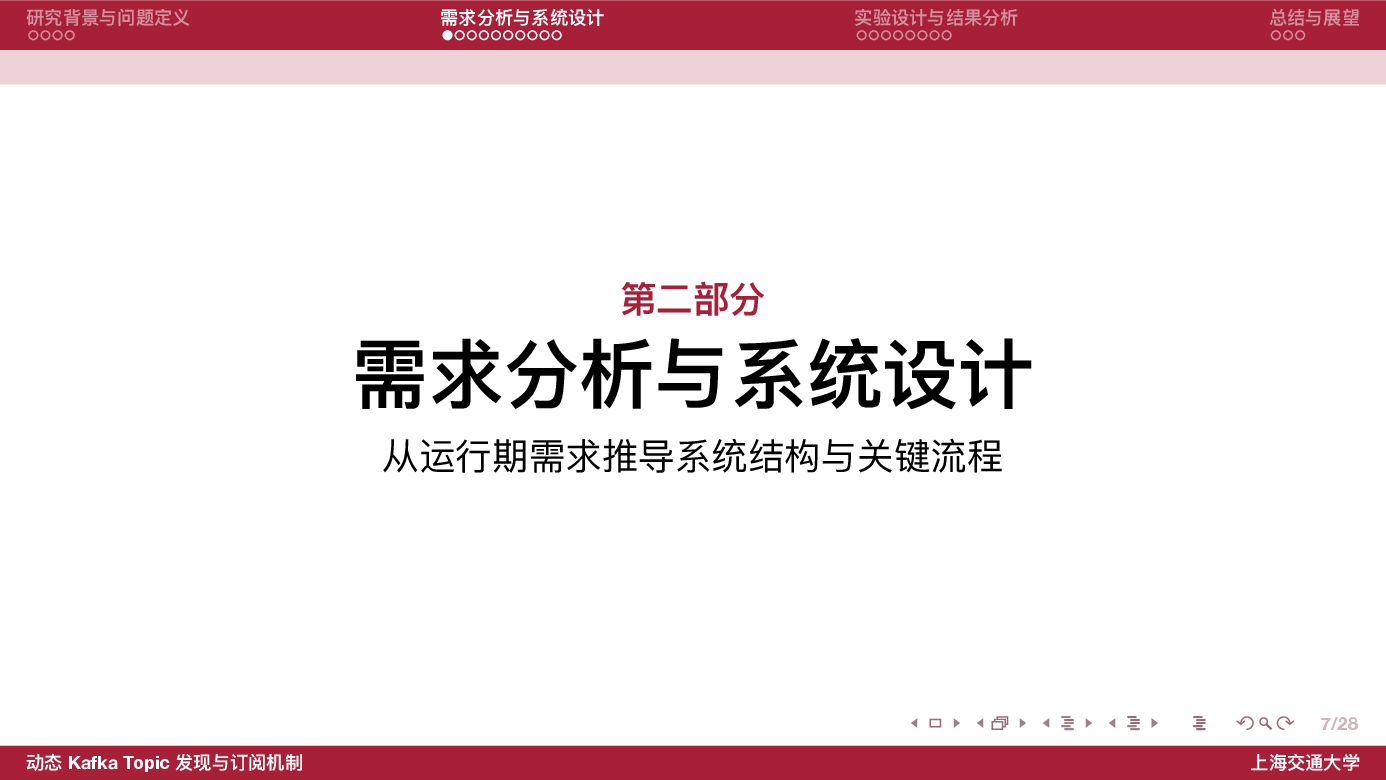 研究背景与问题定义 需求分析与系统设计 实验设计与结果分析 总结与展望
第二部分
需求分析与系统设计
从运行期需求推导系统结构与关键流程
7/28
动态 Kafka Topic 发现与订阅机制 上海交通大学